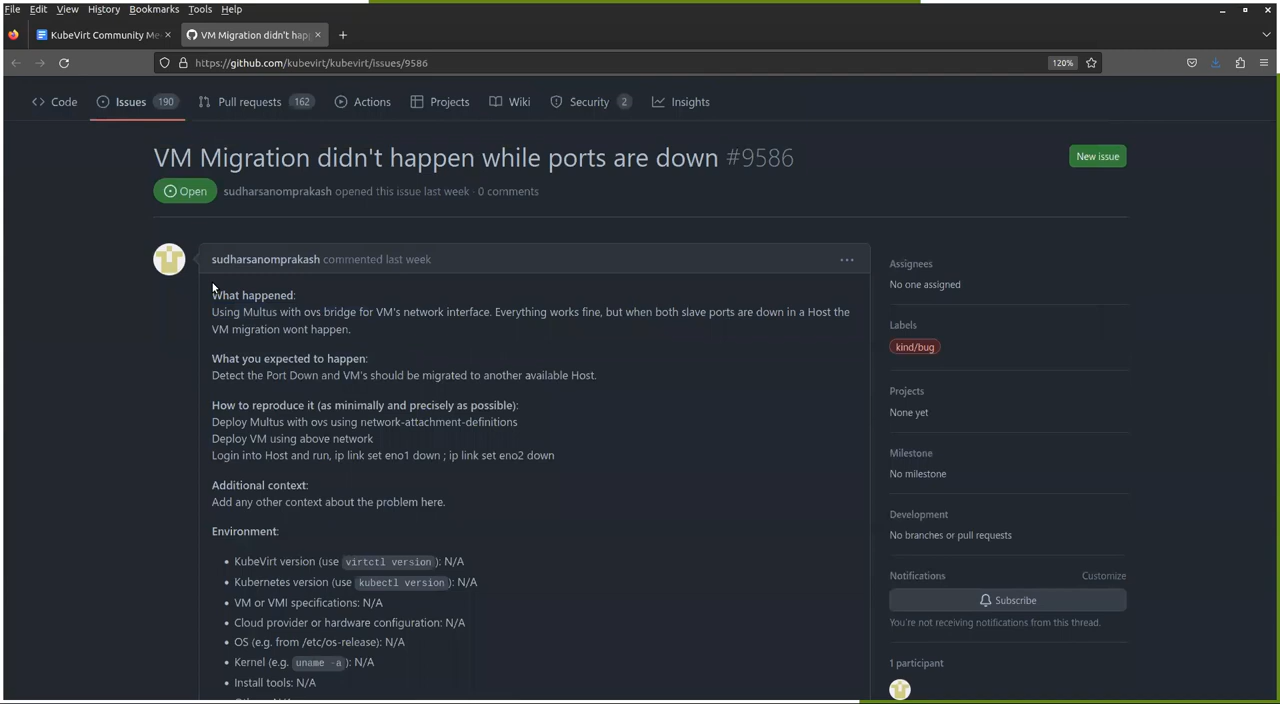 File Edit View History Bookmarks Tools Help
KubeVirt Community Me
VM Migration didn't happ
https://github.com/kubevirt/kubevirt/issues/9586
120%
Code
Issues 190
Pull requests 162
Actions
Projects
Wiki
Security 2
Insights
VM Migration didn't happen while ports are down #9586
New issue
Open
sudharsanomprakash opened this issue last week · 0 comments
sudharsanomprakash commented last week
What happened:
Using Multus with ovs bridge for VM's network interface. Everything works fine, but when both slave ports are down in a Host the
VM migration wont happen.
What you expected to happen:
Detect the Port Down and VM's should be migrated to another available Host.
How to reproduce it (as minimally and precisely as possible):
Deploy Multus with ovs using network-attachment-definitions
Deploy VM using above network
Login into Host and run, ip link set eno1 down ; ip link set eno2 down
Additional context:
Add any other context about the problem here.
Environment:
• KubeVirt version (use virtctl version): N/A
• Kubernetes version (use kubectl version): N/A
• VM or VMI specifications: N/A
• Cloud provider or hardware configuration: N/A
• OS (e.g. from /etc/os-release): N/A
• Kernel (e.g. uname -a): N/A
• Install tools: N/A
Assignees
No one assigned
Labels
kind/bug
Projects
None yet
Milestone
No milestone
Development
No branches or pull requests
Notifications
Customize
Subscribe
You're not receiving notifications from this thread.
1 participant